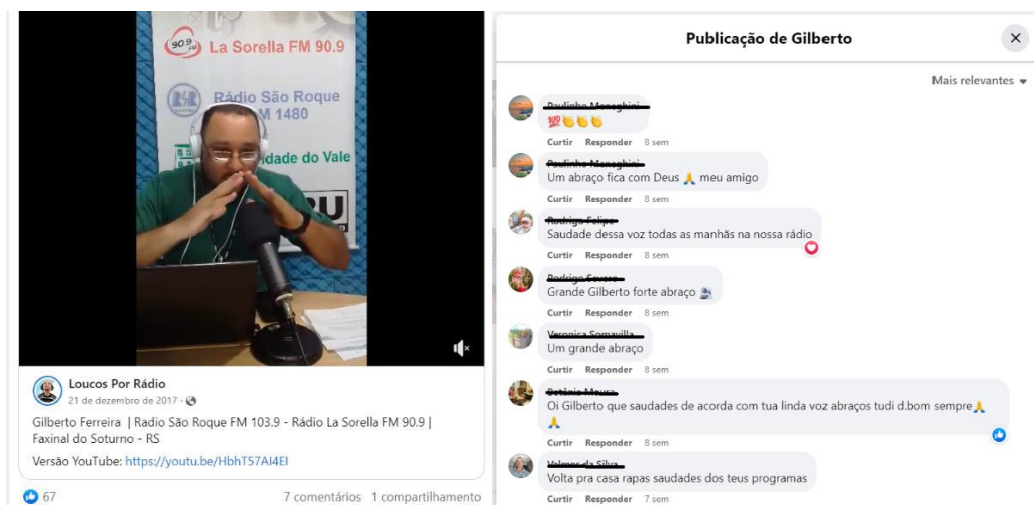 90.9
FM
La Sorella FM 90.9
RSR
Rádio São Roque
M 1480
idade do Vale
Loucos Por Rádio
21 de dezembro de 2017 ·
Gilberto Ferreira | Radio São Roque FM 103.9 - Rádio La Sorella FM 90.9 |
Faxinal do Soturno - RS
Versão YouTube: https://youtu.be/HbhT57AI4EI
67 7 comentários 1 compartilhamento
Publicação de Gilberto
Mais relevantes
💯👏👏👏
Curtir Responder 8 sem
Um abraço fica com Deus 🙏 meu amigo
Curtir Responder 8 sem
Saudade dessa voz todas as manhãs na nossa rádio
Curtir Responder 8 sem
Grande Gilberto forte abraço
Curtir Responder 8 sem
Um grande abraço
Curtir Responder 8 sem
Oi Gilberto que saudades de acorda com tua linda voz abraços tudi d.bom sempre🙏
🙏
Curtir Responder 8 sem
Volta pra casa rapas saudades dos teus programas
Curtir Responder 7 sem